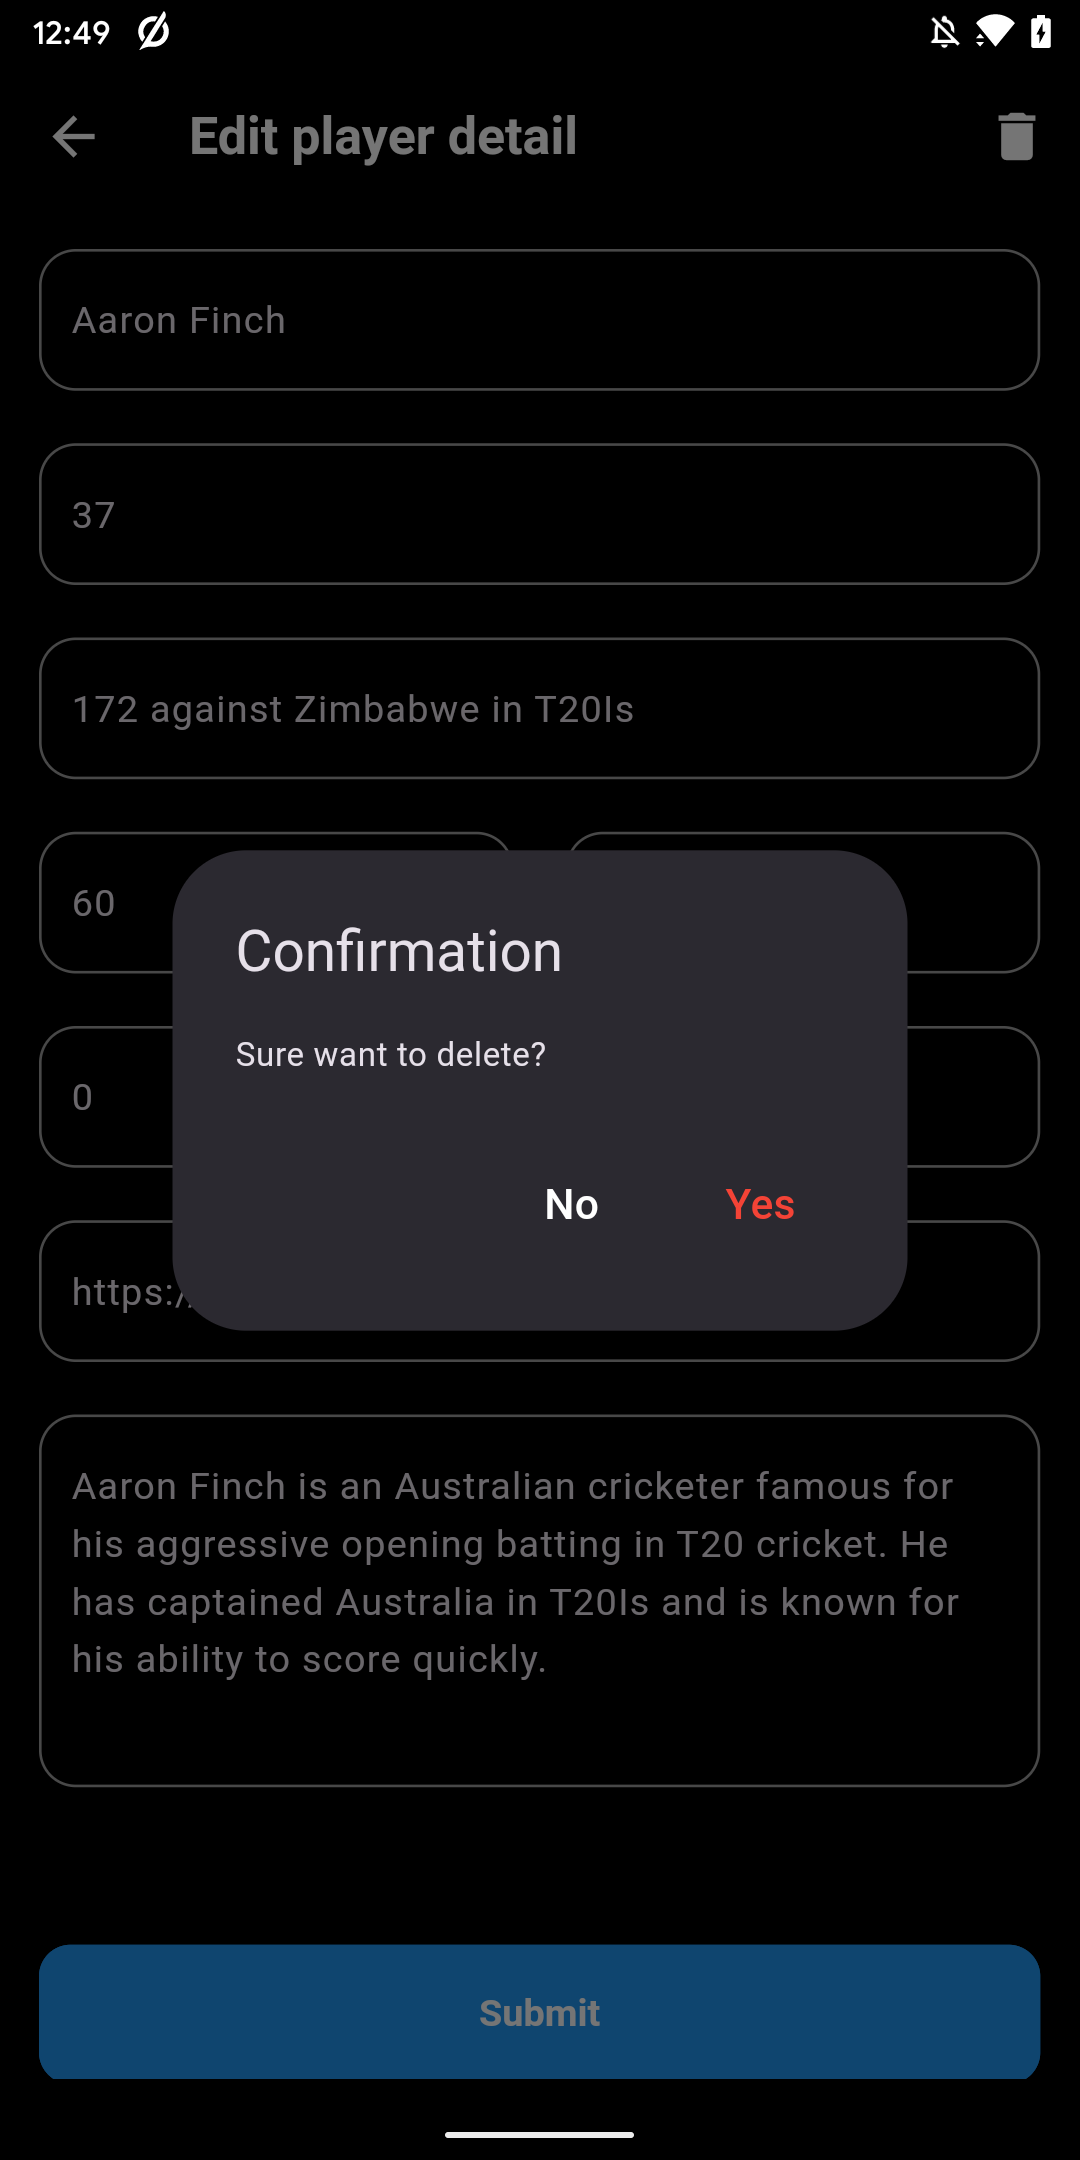 12:49
Edit player detail
Aaron Finch
37
172 against Zimbabwe in T20Is
60
Confirmation
Sure want to delete?
0
No
Yes
https:/
Aaron Finch is an Australian cricketer famous for
his aggressive opening batting in T20 cricket. He
has captained Australia in T20Is and is known for
his ability to score quickly.
Submit